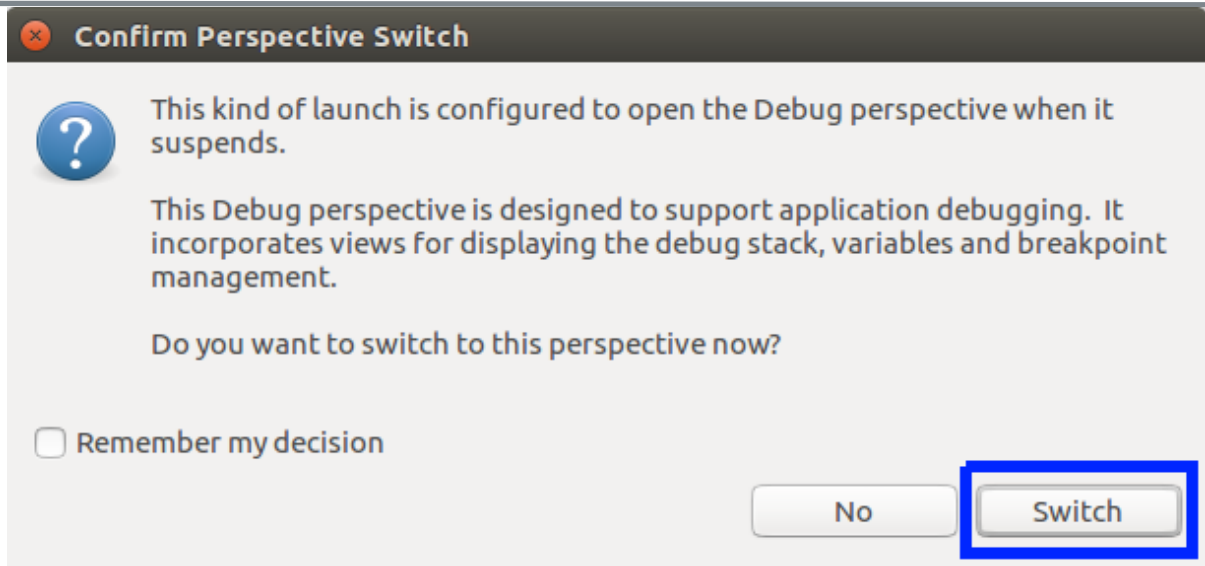 Confirm Perspective Switch
This kind of launch is configured to open the Debug perspective when it
suspends.
This Debug perspective is designed to support application debugging.  It
incorporates views for displaying the debug stack, variables and breakpoint
management.
Do you want to switch to this perspective now?
Remember my decision
No
Switch